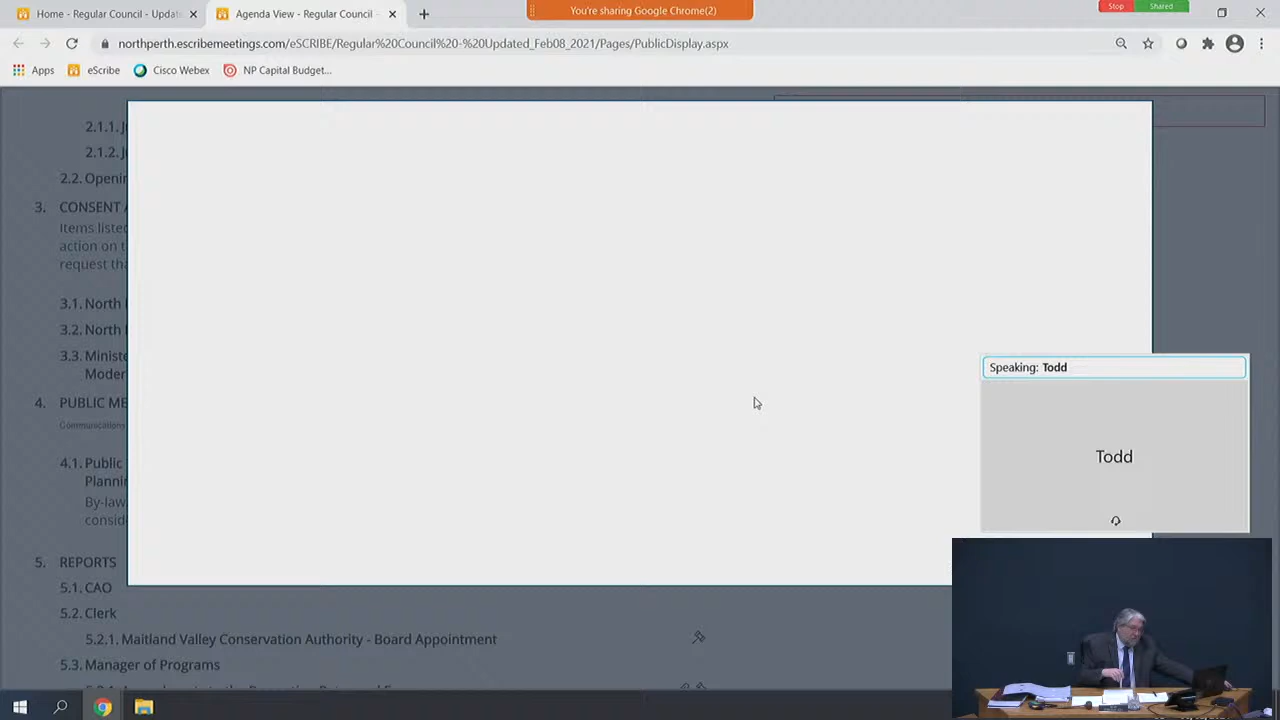 Home - Regular Council - Updat
Agenda View - Regular Council -
You're sharing Google Chrome(2)
Stop
Shared
northperth.escribemeetings.com/eSCRIBE/Regular%20Council%20-%20Updated_Feb08_2021/Pages/PublicDisplay.aspx
Apps
eScribe
Cisco Webex
NP Capital Budget...
2.1.1.
2.1.2.
2.2. Openin
3. CONSENT
Items listed
action on t
request tha
3.1. North
3.2. North
3.3. Ministe
Moder
4. PUBLIC ME
Communications
4.1. Public
Plannin
By-law
consid
Speaking: Todd
Todd
5. REPORTS
5.1. CAO
5.2. Clerk
5.2.1. Maitland Valley Conservation Authority - Board Appointment
5.3. Manager of Programs